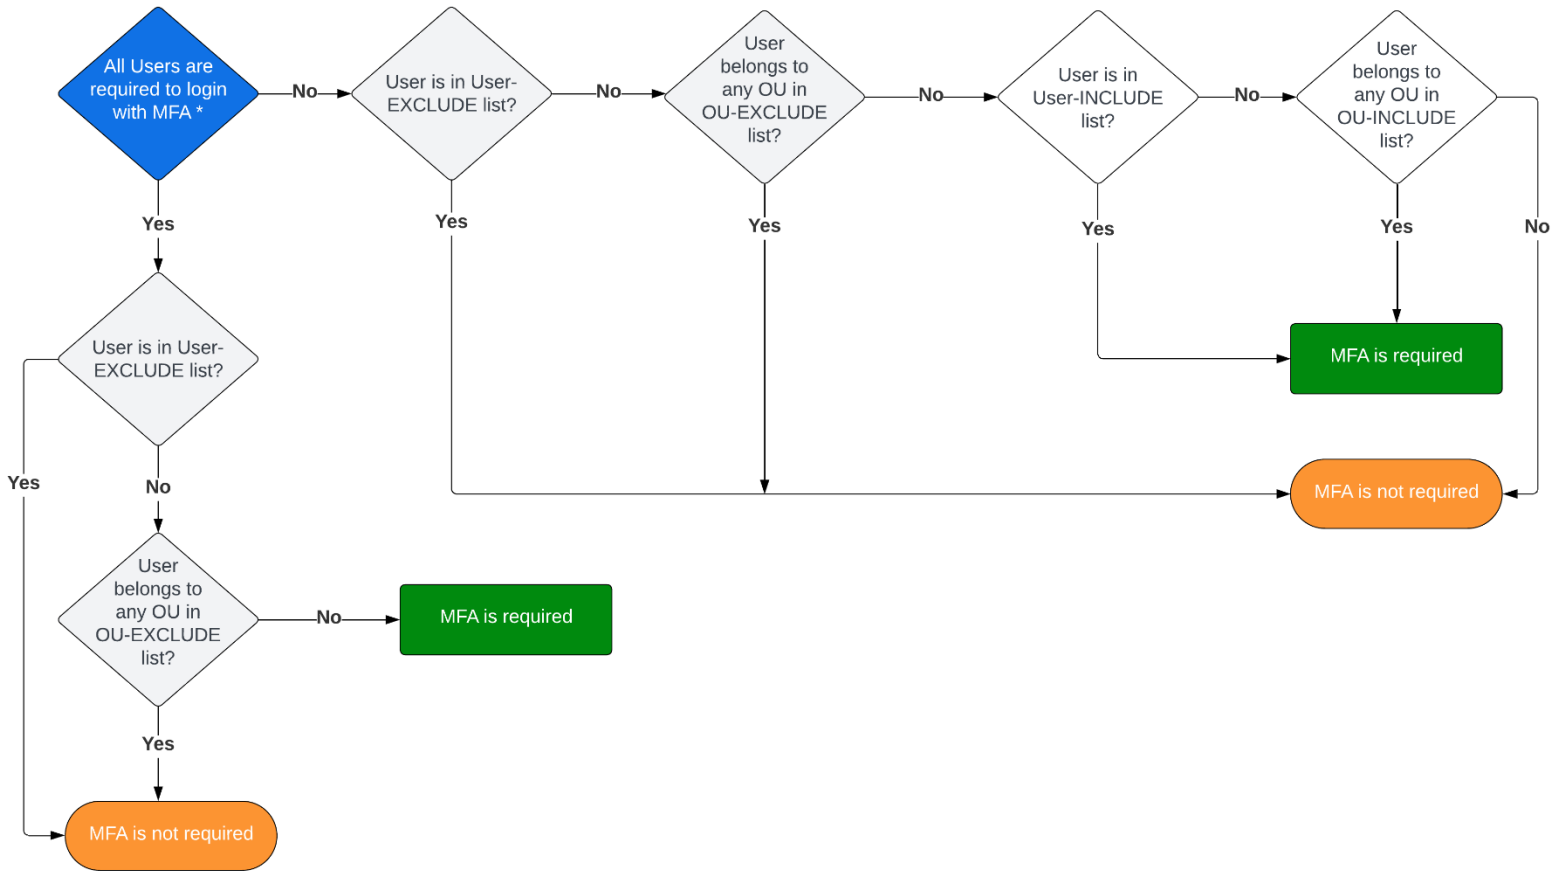 All Users are
required to login
with MFA *
No
User is in User-
EXCLUDE list?
No
User
belongs to
any OU in
OU-EXCLUDE
list?
No
User is in
User-INCLUDE
list?
No
User
belongs to
any OU in
OU-INCLUDE
list?
Yes
Yes
Yes
Yes
Yes
No
User is in User-
EXCLUDE list?
MFA is required
Yes
No
MFA is not required
User
belongs to
any OU in
OU-EXCLUDE
list?
No
MFA is required
Yes
MFA is not required